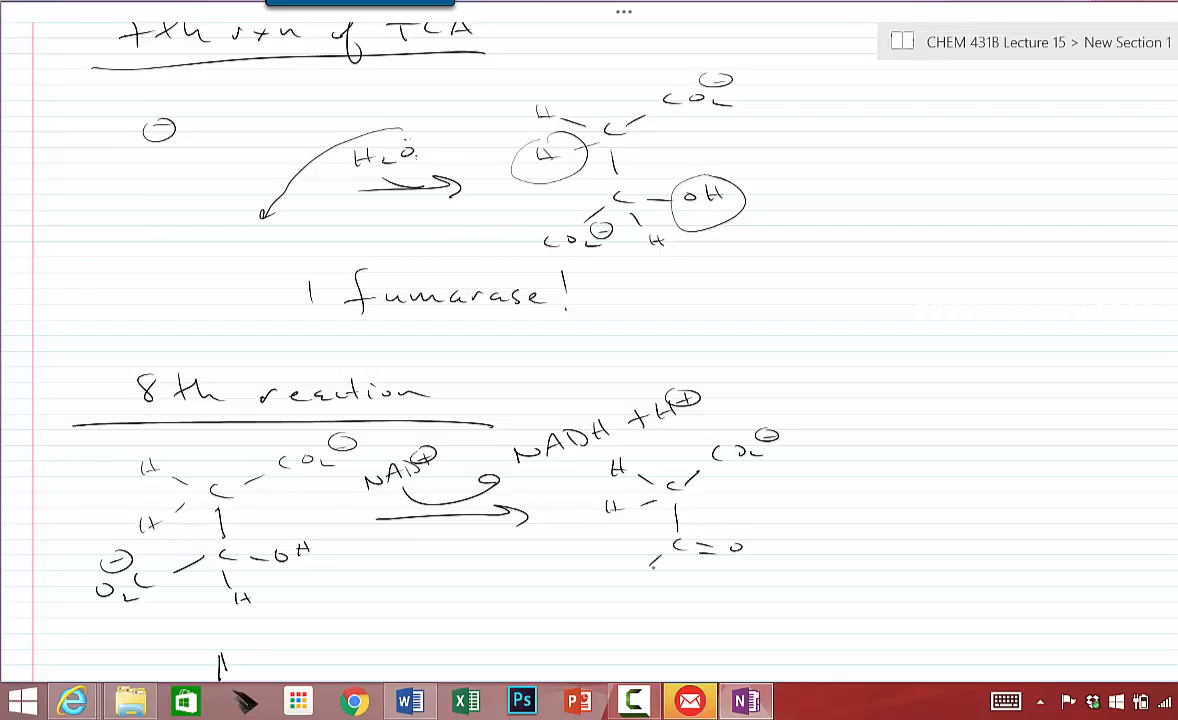 7th rxn of TCA
CHEM 431B Lecture 15 > New Section 1
H CO2⊖
⊖ C
H2Ö: H
C — OH
CO2⊖ H
1 fumarase!
8th reaction
NADH + H⊕
H CO2⊖ NAD⊕ H CO2⊖
C C
H H
⊖O2C C — OH C = O
H